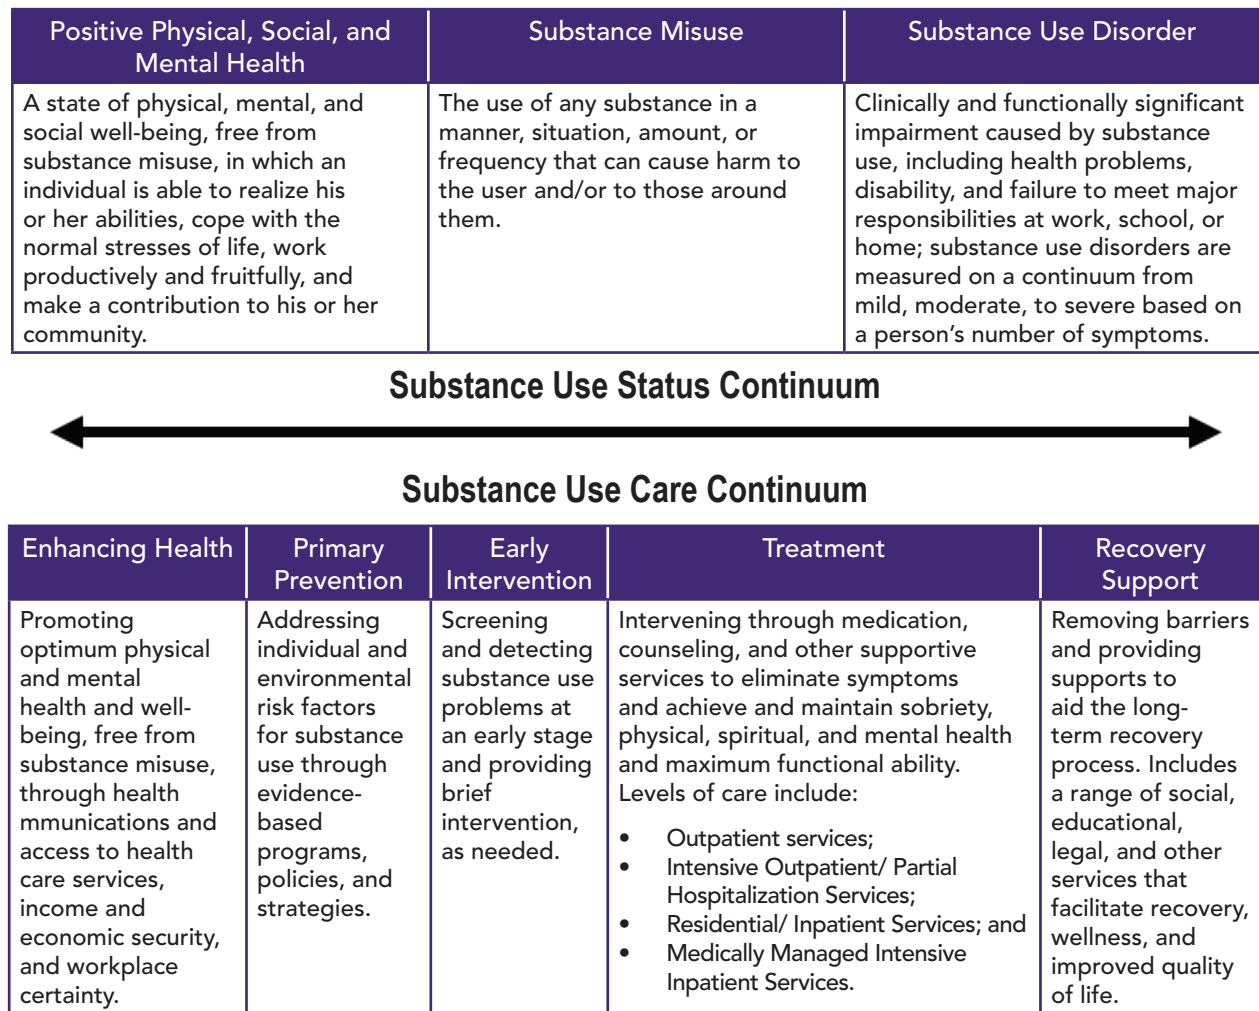 Positive Physical, Social, and
Mental Health
Substance Misuse
Substance Use Disorder
A state of physical, mental, and
social well-being, free from
substance misuse, in which an
individual is able to realize his
or her abilities, cope with the
normal stresses of life, work
productively and fruitfully, and
make a contribution to his or her
community.
The use of any substance in a
manner, situation, amount, or
frequency that can cause harm to
the user and/or to those around
them.
Clinically and functionally significant
impairment caused by substance
use, including health problems,
disability, and failure to meet major
responsibilities at work, school, or
home; substance use disorders are
measured on a continuum from
mild, moderate, to severe based on
a person's number of symptoms.
Substance Use Status Continuum
Substance Use Care Continuum
Enhancing Health
Primary
Prevention
Early
Intervention
Treatment
Recovery
Support
Promoting
optimum physical
and mental
health and well-
being, free from
substance misuse,
through health
mmunications and
access to health
care services,
income and
economic security,
and workplace
certainty.
Addressing
individual and
environmental
risk factors
for substance
use through
evidence-
based
programs,
policies, and
strategies.
Screening
and detecting
substance use
problems at
an early stage
and providing
brief
intervention,
as needed.
Intervening through medication,
counseling, and other supportive
services to eliminate symptoms
and achieve and maintain sobriety,
physical, spiritual, and mental health
and maximum functional ability.
Levels of care include:
• Outpatient services;
• Intensive Outpatient/ Partial
Hospitalization Services;
• Residential/ Inpatient Services; and
• Medically Managed Intensive
Inpatient Services.
Removing barriers
and providing
supports to
aid the long-
term recovery
process. Includes
a range of social,
educational,
legal, and other
services that
facilitate recovery,
wellness, and
improved quality
of life.